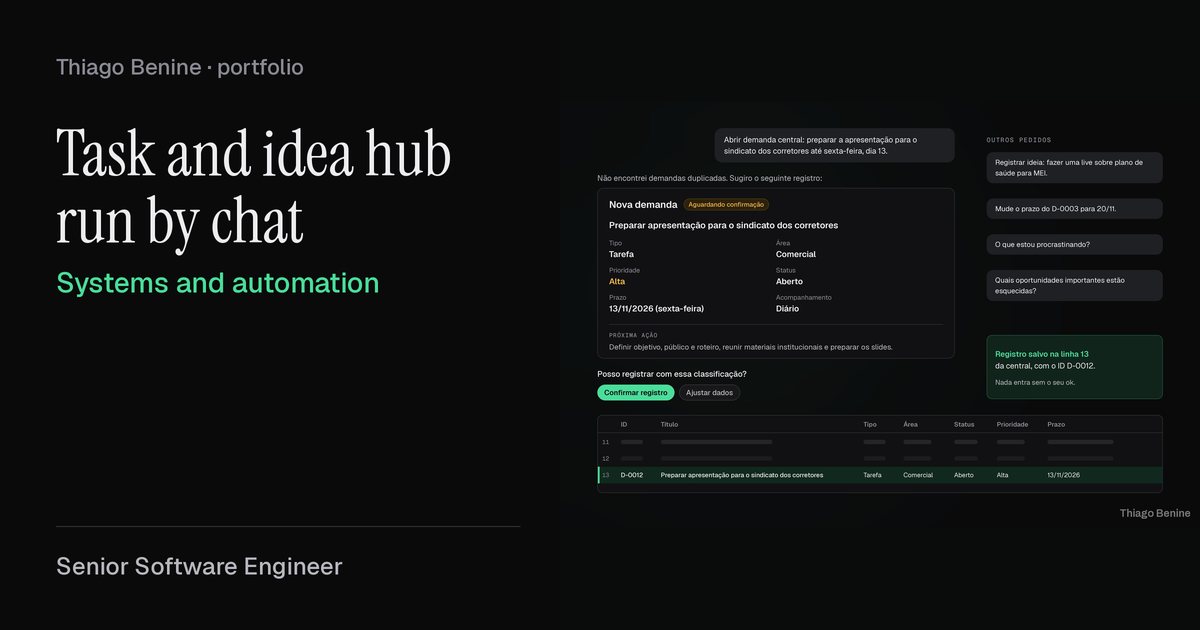 Thiago Benine · portfolio
Task and idea hub
run by chat
Systems and automation
Senior Software Engineer
Abrir demanda central: preparar a apresentação para o
sindicato dos corretores até sexta-feira, dia 13.
Não encontrei demandas duplicadas. Sugiro o seguinte registro:
Nova demanda
Aguardando confirmação
Preparar apresentação para o sindicato dos corretores
Tipo
Tarefa
Área
Comercial
Prioridade
Alta
Status
Aberto
Prazo
13/11/2026 (sexta-feira)
Acompanhamento
Diário
PRÓXIMA AÇÃO
Definir objetivo, público e roteiro, reunir materiais institucionais e preparar os slides.
Posso registrar com essa classificação?
Confirmar registro
Ajustar dados
OUTROS PEDIDOS
Registrar ideia: fazer uma live sobre plano de
saúde para MEI.
Mude o prazo do D-0003 para 20/11.
O que estou procrastinando?
Quais oportunidades importantes estão
esquecidas?
Registro salvo na linha 13
da central, com o ID D-0012.
Nada entra sem o seu ok.
ID Título Tipo Área Status Prioridade Prazo
11
12
13 D-0012 Preparar apresentação para o sindicato dos corretores Tarefa Comercial Aberto Alta 13/11/2026
Thiago Benine